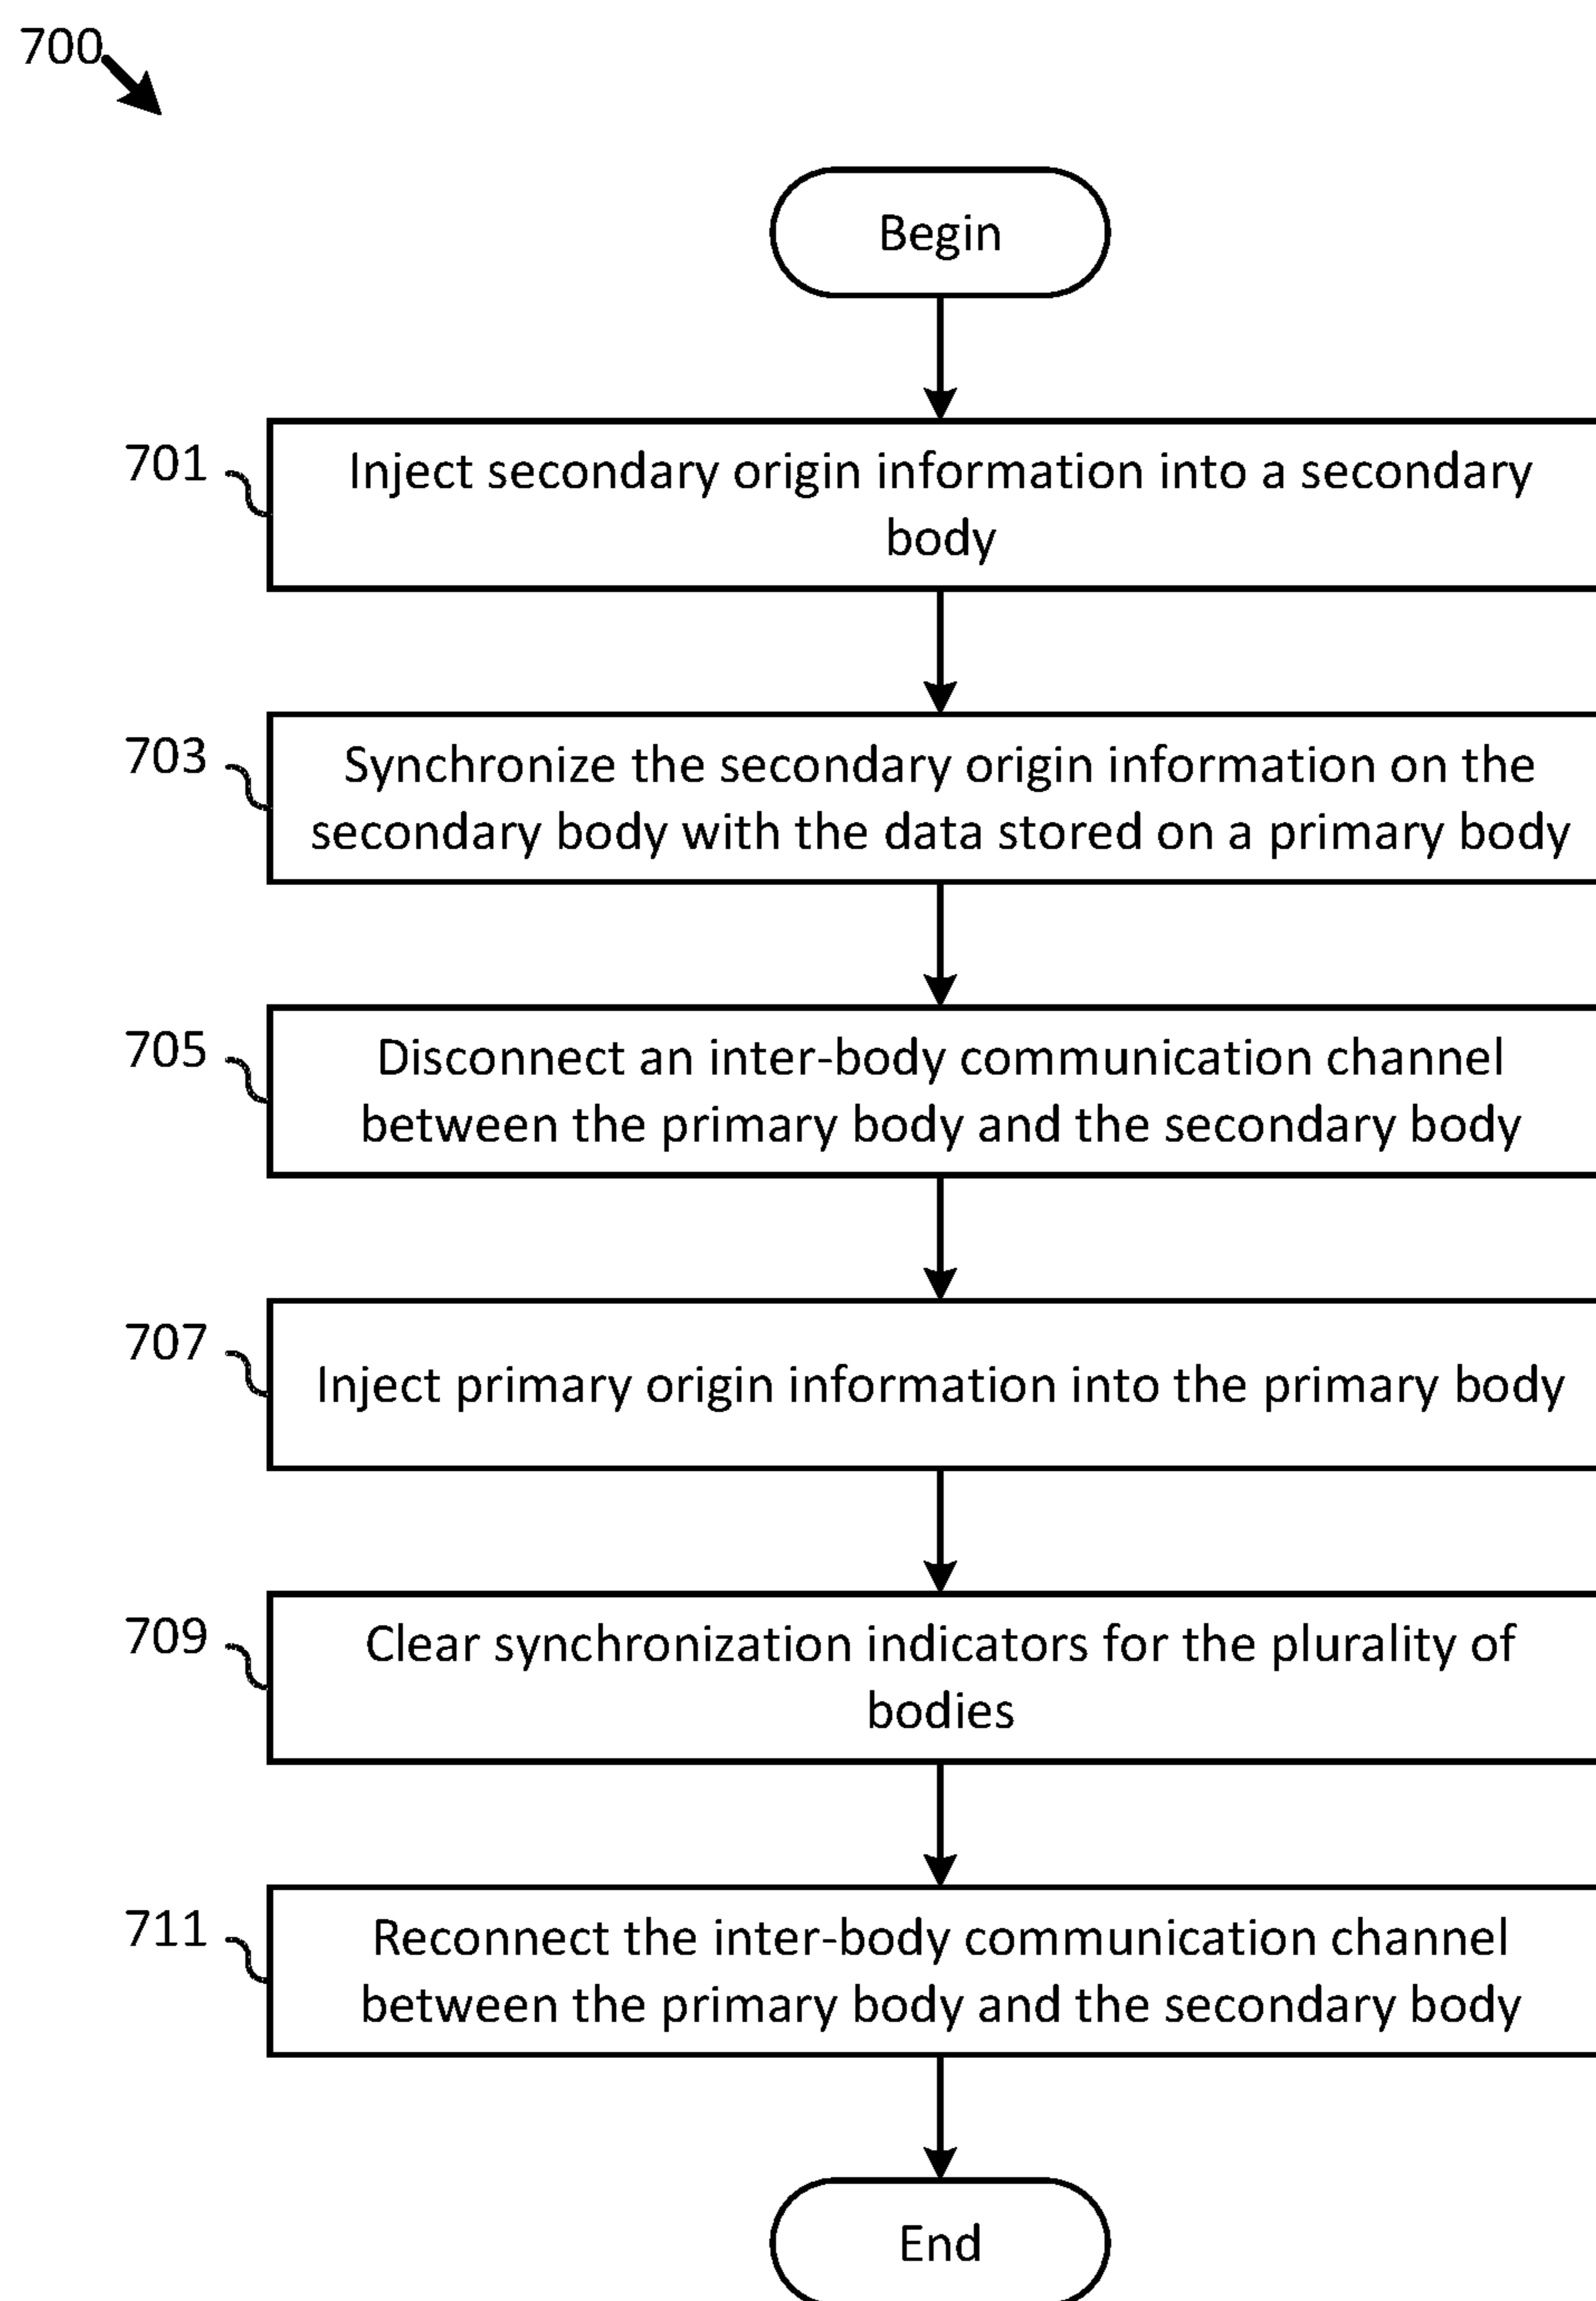 700
Begin
701
Inject secondary origin information into a secondary
body
703
Synchronize the secondary origin information on the
secondary body with the data stored on a primary body
705
Disconnect an inter-body communication channel
between the primary body and the secondary body
707
Inject primary origin information into the primary body
709
Clear synchronization indicators for the plurality of
bodies
711
Reconnect the inter-body communication channel
between the primary body and the secondary body
End